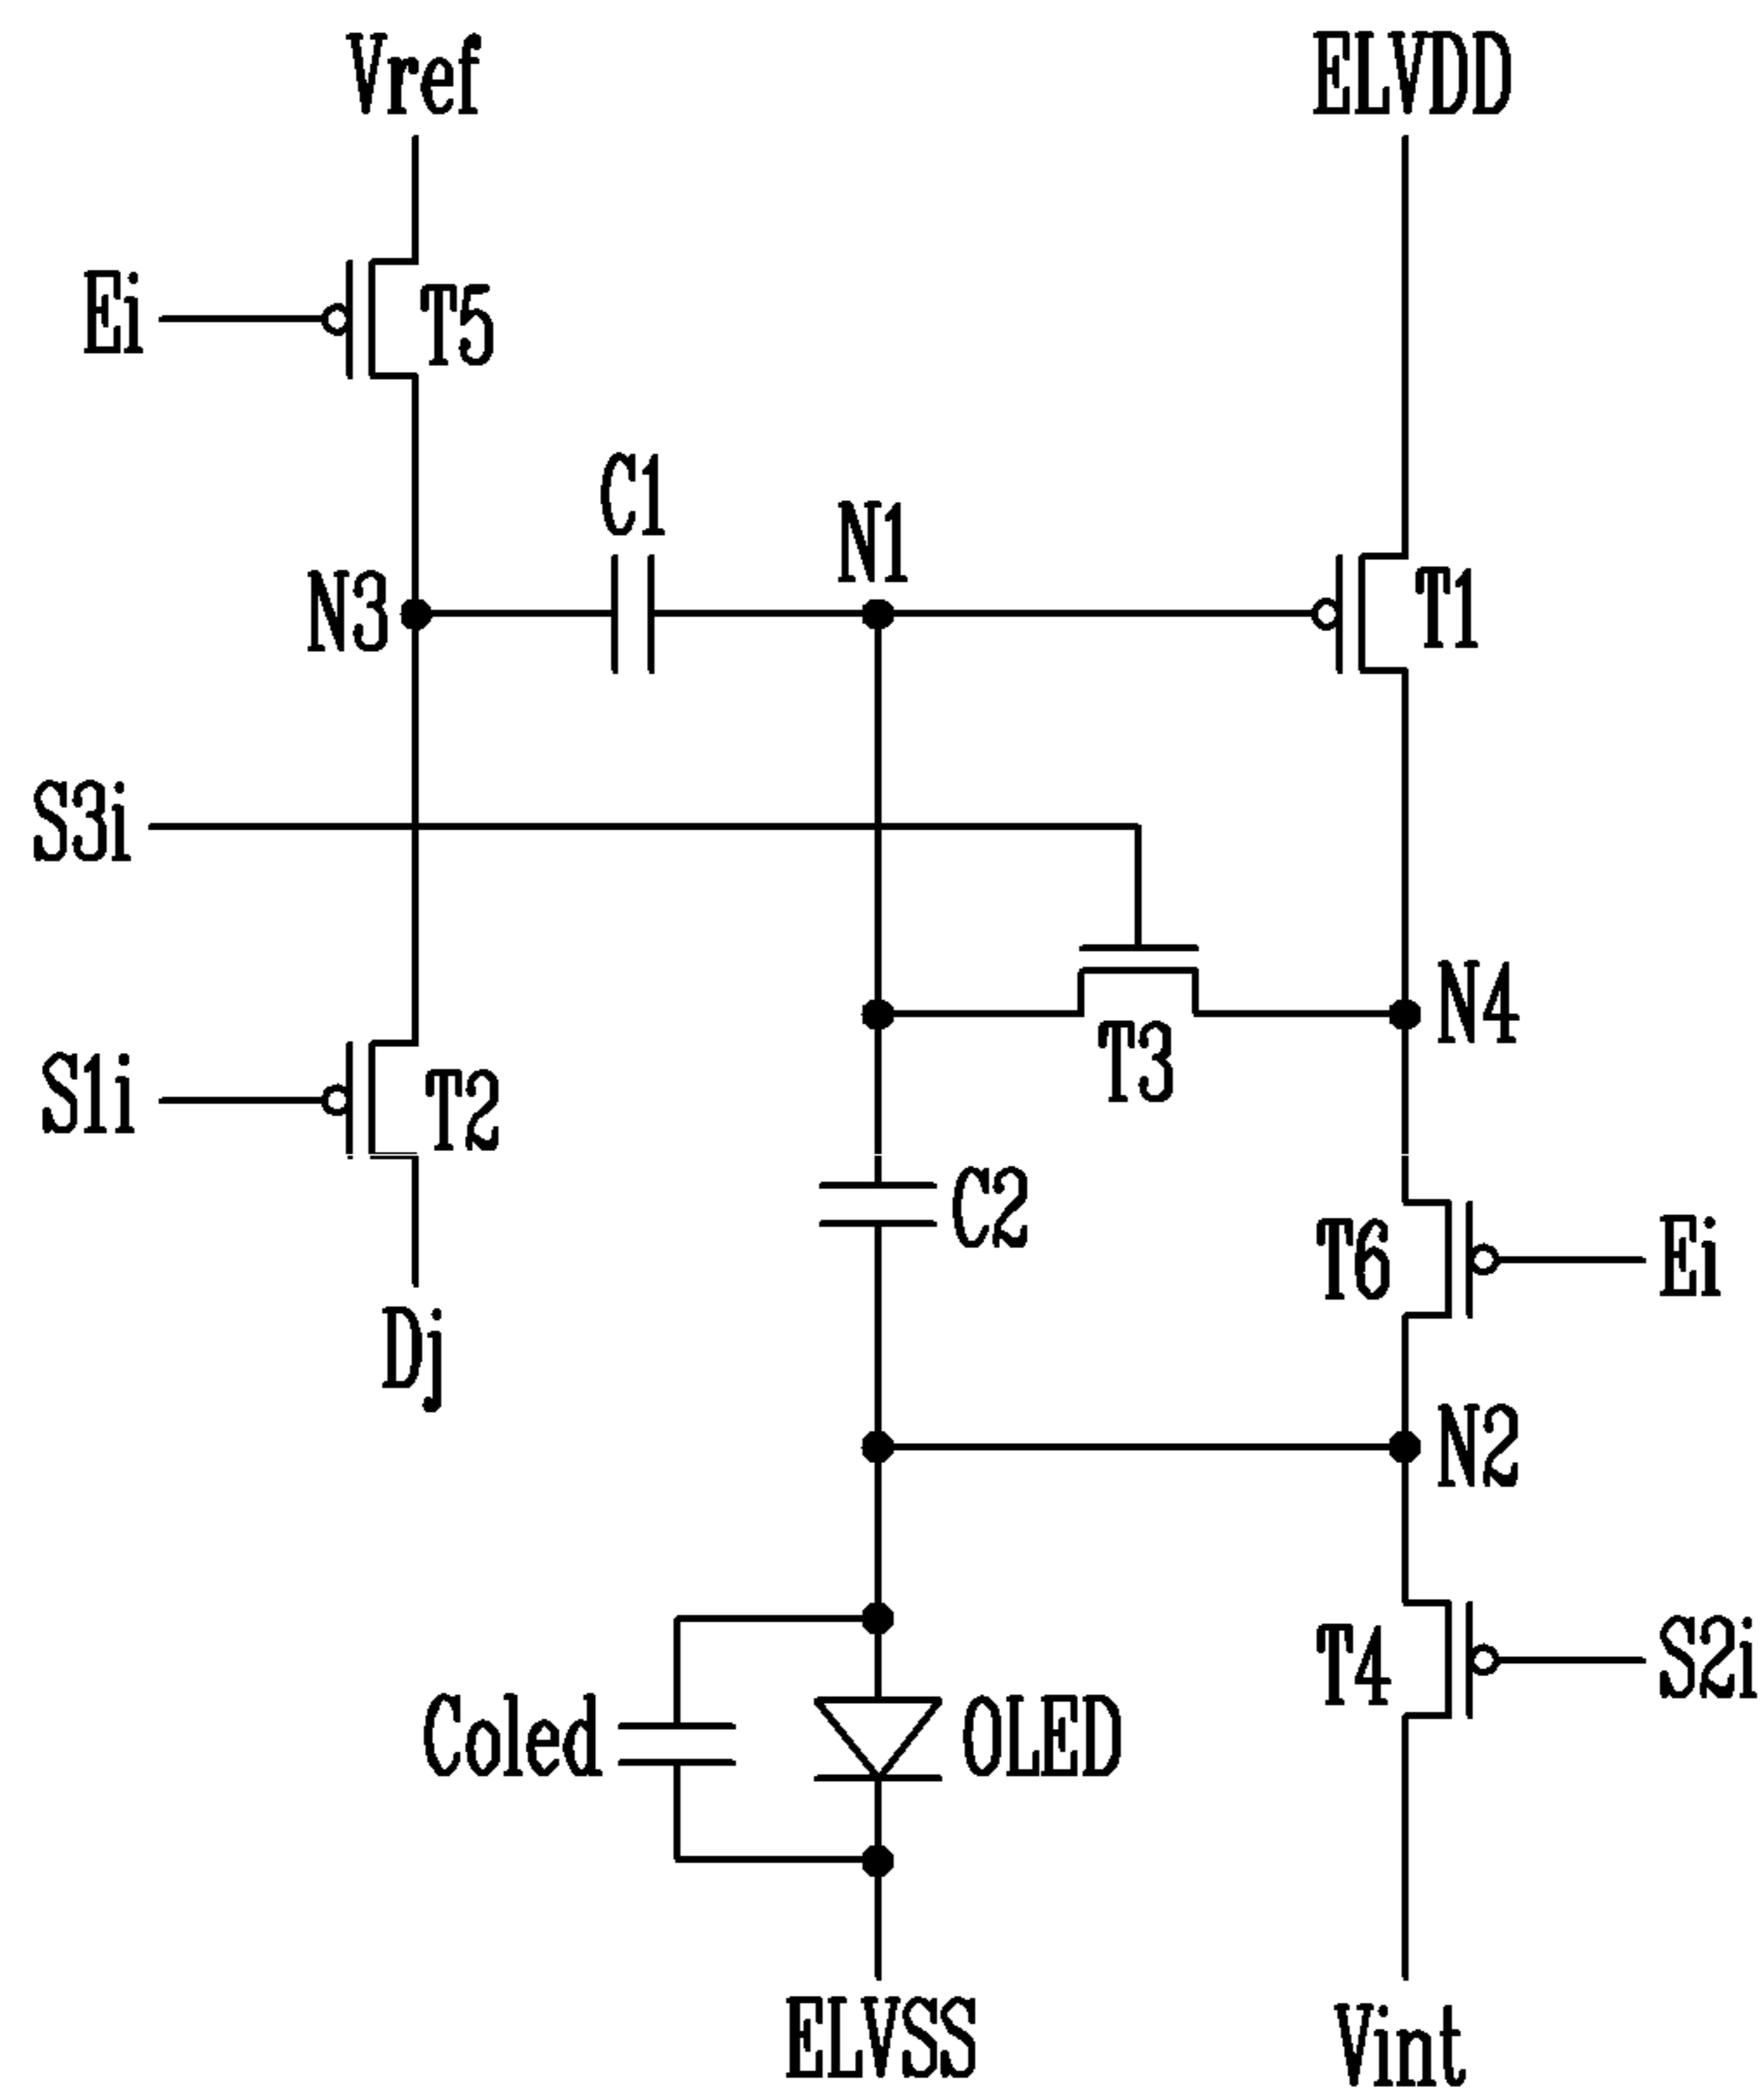 Vref
ELVDD
Ei
T5
C1
N1
N3
T1
S3i
N4
T3
S1i
T2
C2
T6
Ei
Dj
N2
T4
S2i
Coled
OLED
ELVSS
Vint